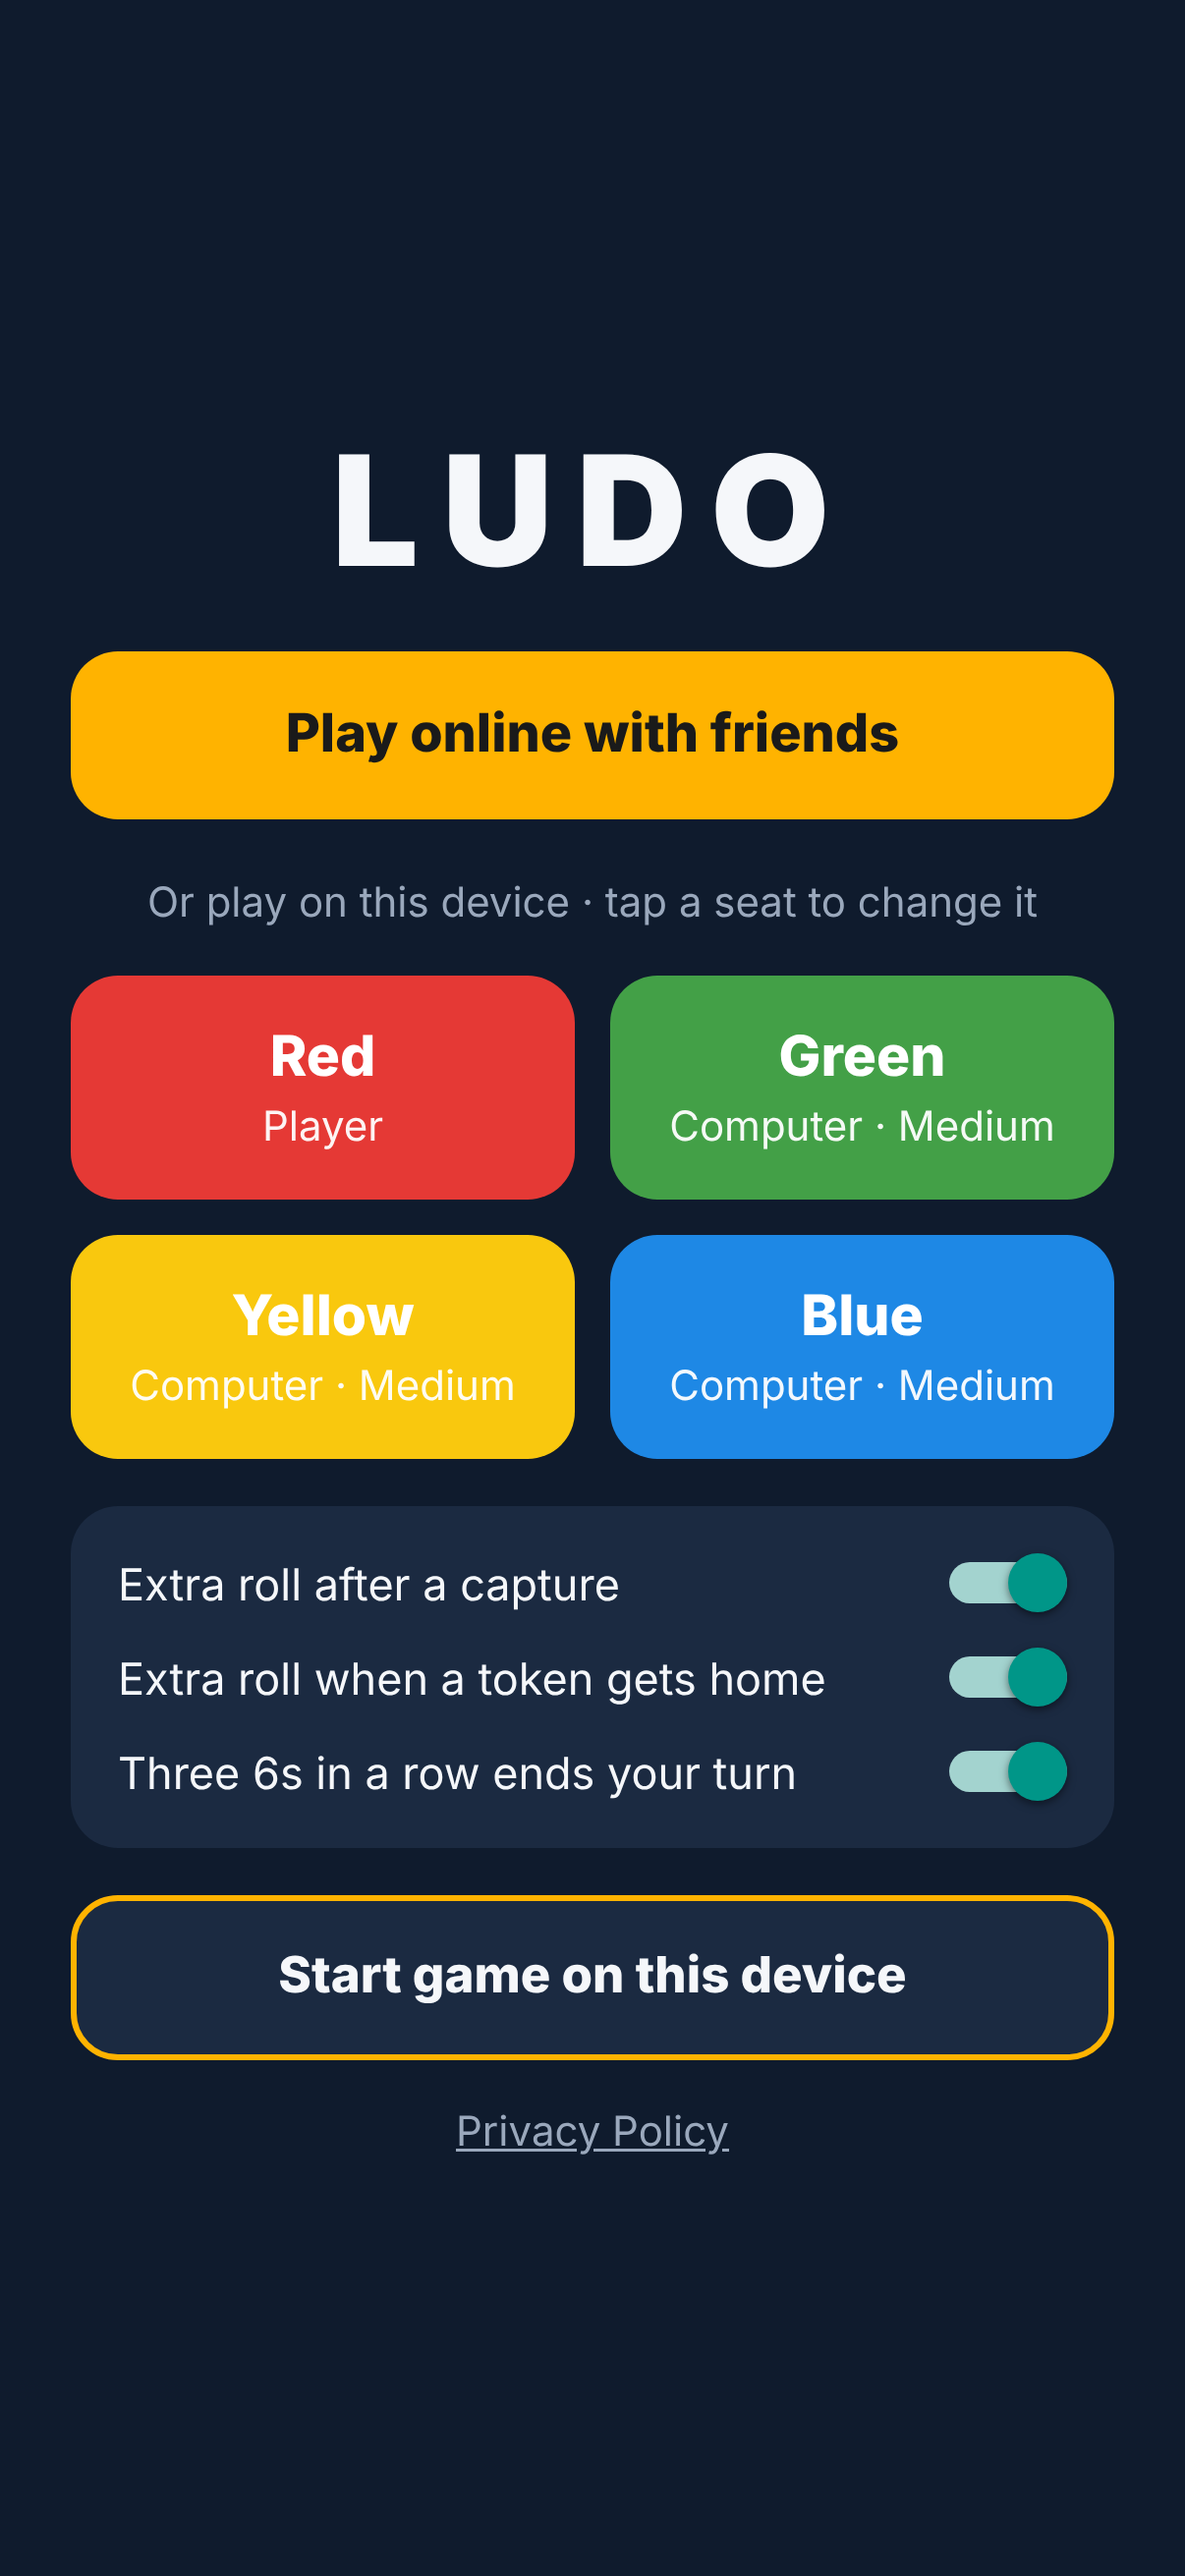 LUDO
Play online with friends
Or play on this device · tap a seat to change it
Red
Player
Green
Computer · Medium
Yellow
Computer · Medium
Blue
Computer · Medium
Extra roll after a capture
Extra roll when a token gets home
Three 6s in a row ends your turn
Start game on this device
Privacy Policy